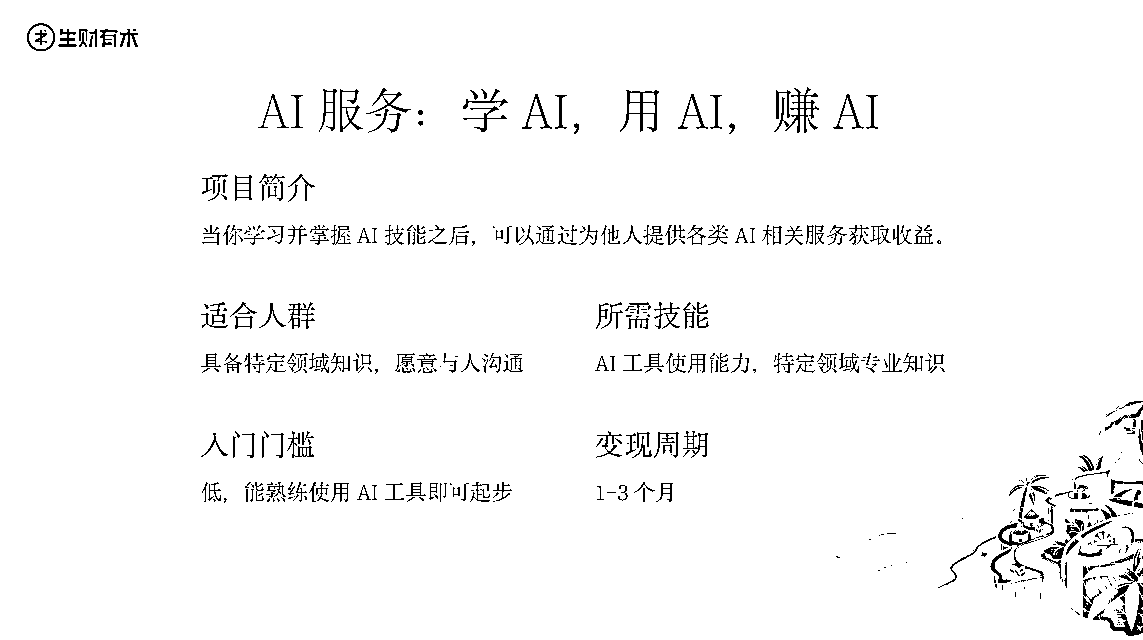 生财有术
AI 服务：学 AI，用 AI，赚 AI
项目简介
当你学习并掌握 AI 技能之后，可以通过为他人提供各类 AI 相关服务获取收益。
适合人群
具备特定领域知识，愿意与人沟通
所需技能
AI 工具使用能力，特定领域专业知识
入门门槛
低，能熟练使用 AI 工具即可起步
变现周期
1-3 个月